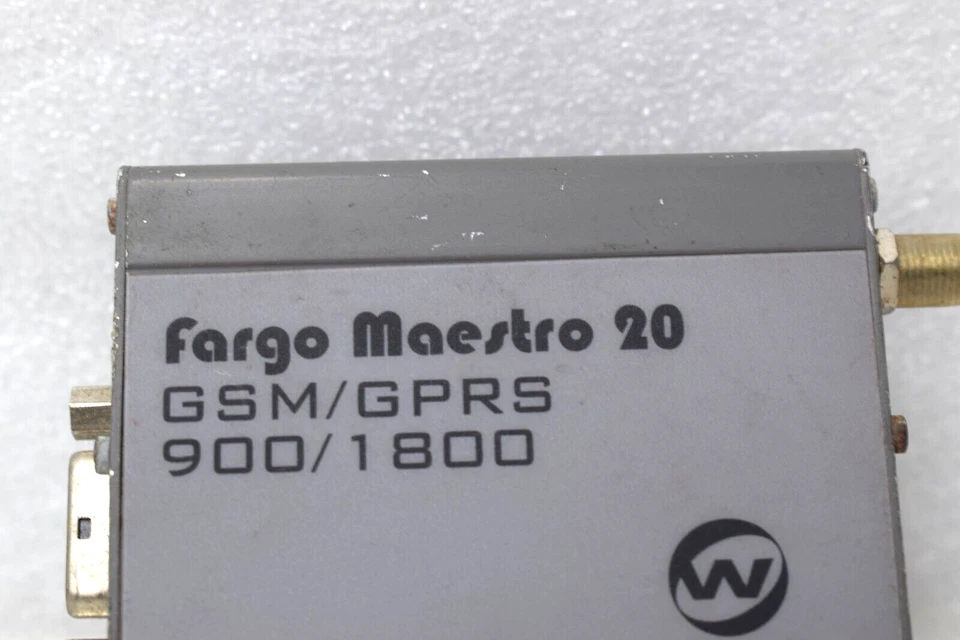 Fargo Maestro 20
GSM/GPRS
900/1800
W